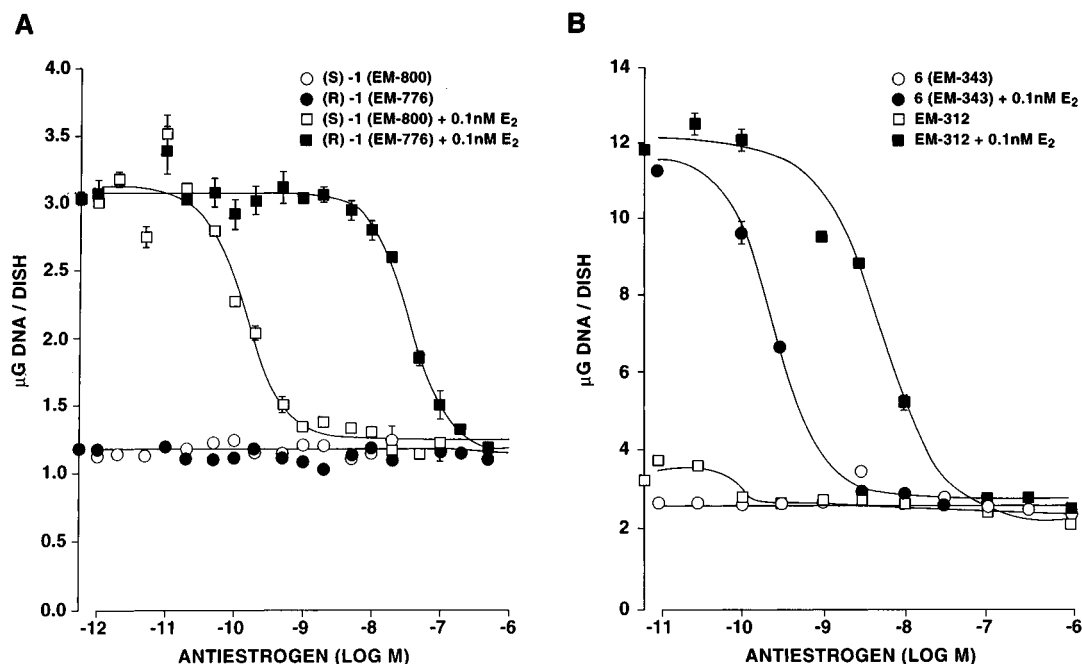 A
4.0
3.5
3.0
2.5
2.0
1.5
1.0
0.5
0.0
µG DNA / DISH
(S) -1 (EM-800)
(R) -1 (EM-776)
(S) -1 (EM-800) + 0.1nM E₂
(R) -1 (EM-776) + 0.1nM E₂
-12 -11 -10 -9 -8 -7 -6
ANTIESTROGEN (LOG M)
B
14
12
10
8
6
4
2
0
µG DNA / DISH
6 (EM-343)
6 (EM-343) + 0.1nM E₂
EM-312
EM-312 + 0.1nM E₂
-11 -10 -9 -8 -7 -6
ANTIESTROGEN (LOG M)